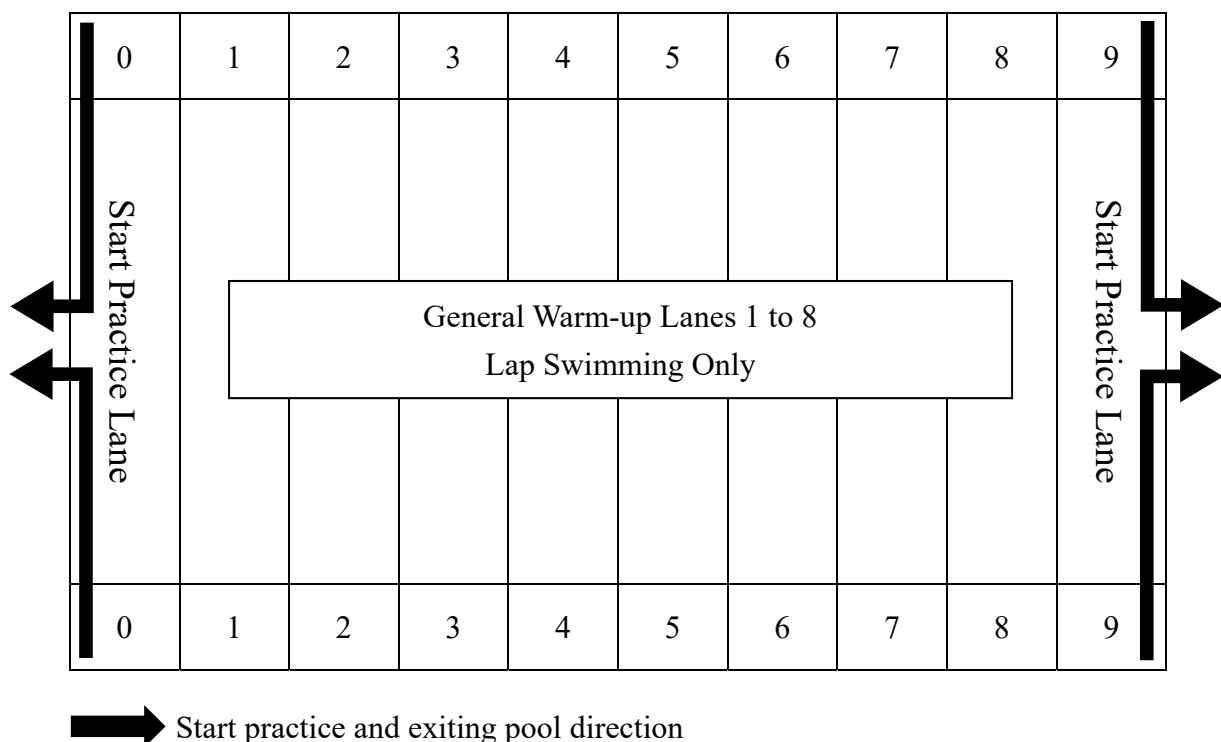 0 1 2 3 4 5 6 7 8 9
Start Practice Lane
General Warm-up Lanes 1 to 8
Lap Swimming Only
Start Practice Lane
0 1 2 3 4 5 6 7 8 9
Start practice and exiting pool direction